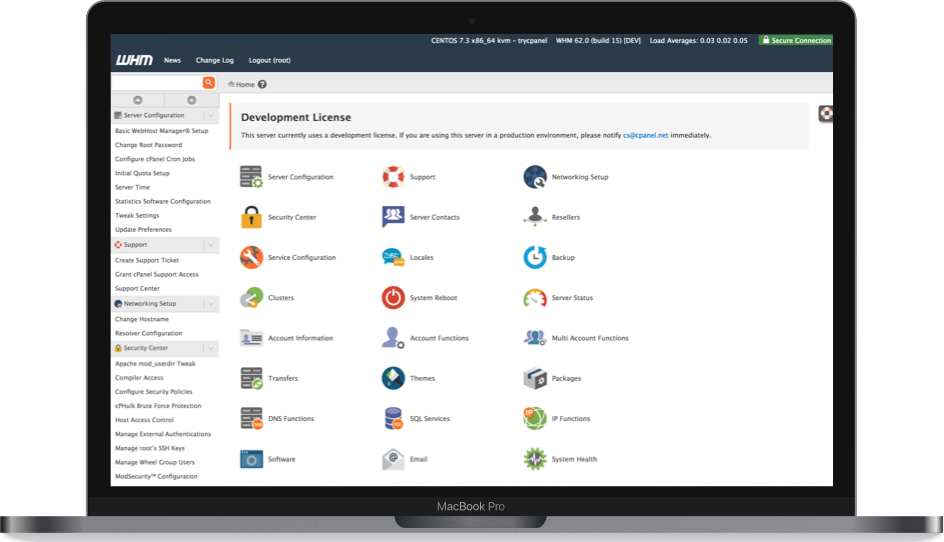 CENTOS 7.3 x86_64 kvm – trycpanel WHM 62.0 (build 15) [DEV] Load Averages: 0.03 0.02 0.05 Secure Connection
WHM News Change Log Logout (root)
Home
Server Configuration
Basic WebHost Manager® Setup
Change Root Password
Configure cPanel Cron Jobs
Initial Quota Setup
Server Time
Statistics Software Configuration
Tweak Settings
Update Preferences
Support
Create Support Ticket
Grant cPanel Support Access
Support Center
Networking Setup
Change Hostname
Resolver Configuration
Security Center
Apache mod_userdir Tweak
Compiler Access
Configure Security Policies
cPHulk Brute Force Protection
Host Access Control
Manage External Authentications
Manage root's SSH Keys
Manage Wheel Group Users
ModSecurity™ Configuration
Development License
This server currently uses a development license. If you are using this server in a production environment, please notify cs@cpanel.net immediately.
Server Configuration Support Networking Setup
Security Center Server Contacts Resellers
Service Configuration Locales Backup
Clusters System Reboot Server Status
Account Information Account Functions Multi Account Functions
Transfers Themes Packages
DNS Functions SQL Services IP Functions
Software Email System Health
MacBook Pro